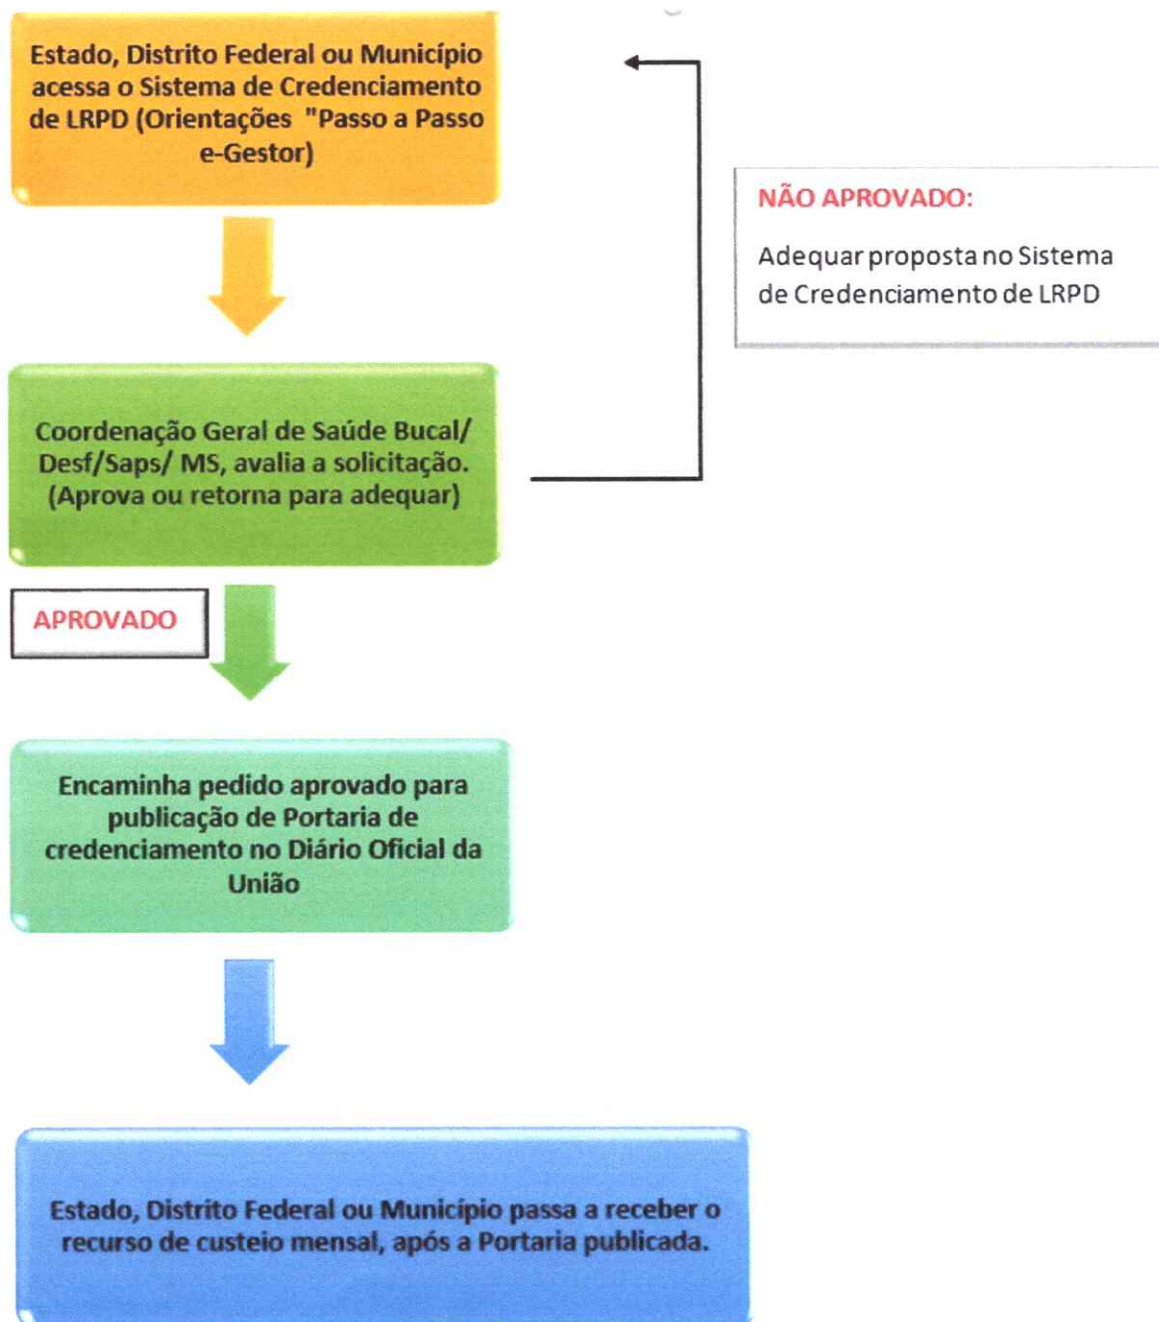 Estado, Distrito Federal ou Município
acessa o Sistema de Credenciamento
de LRPD (Orientações "Passo a Passo
e-Gestor)
NÃO APROVADO:
Adequar proposta no Sistema
de Credenciamento de LRPD
Coordenação Geral de Saúde Bucal/
Desf/Saps/ MS, avalia a solicitação.
(Aprova ou retorna para adequar)
APROVADO
Encaminha pedido aprovado para
publicação de Portaria de
credenciamento no Diário Oficial da
União
Estado, Distrito Federal ou Município passa a receber o
recurso de custeio mensal, após a Portaria publicada.